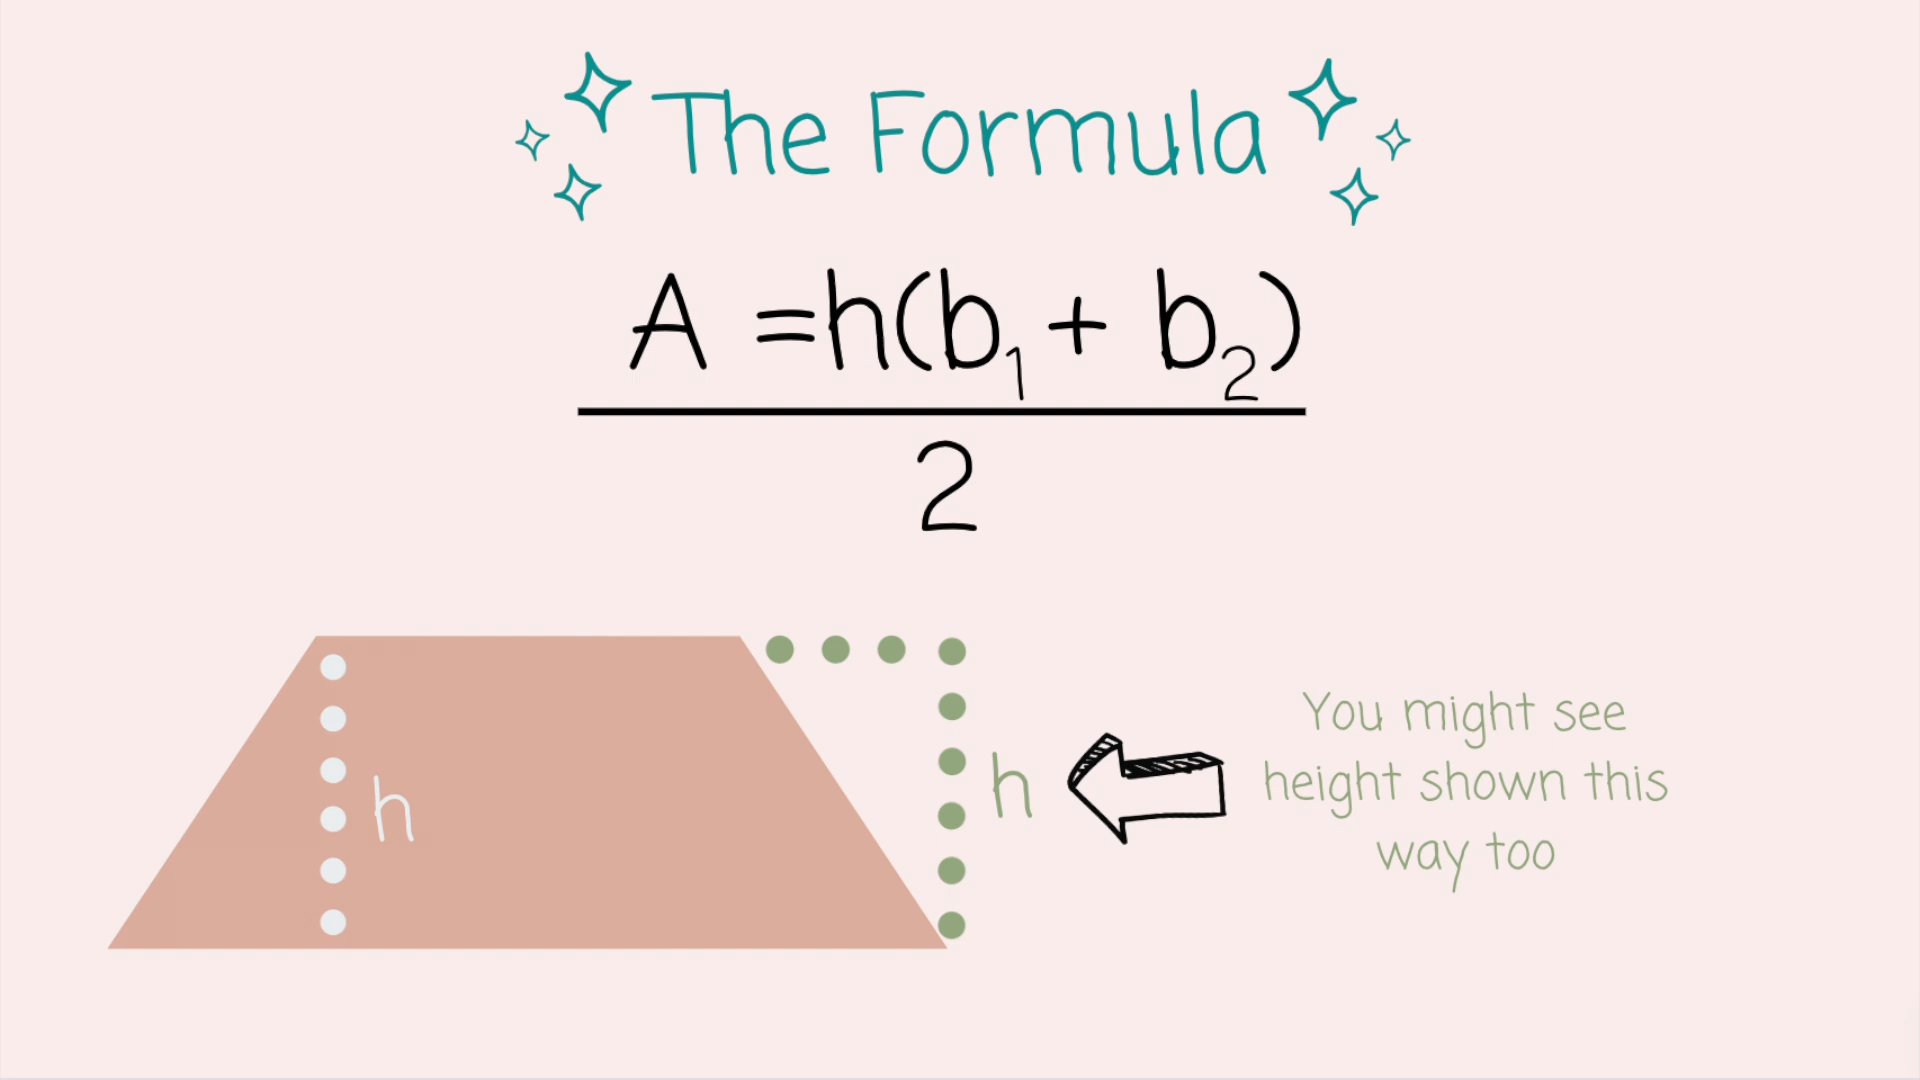 The Formula
A =h(b₁+ b₂)
2
h
h
You might see
height shown this
way too